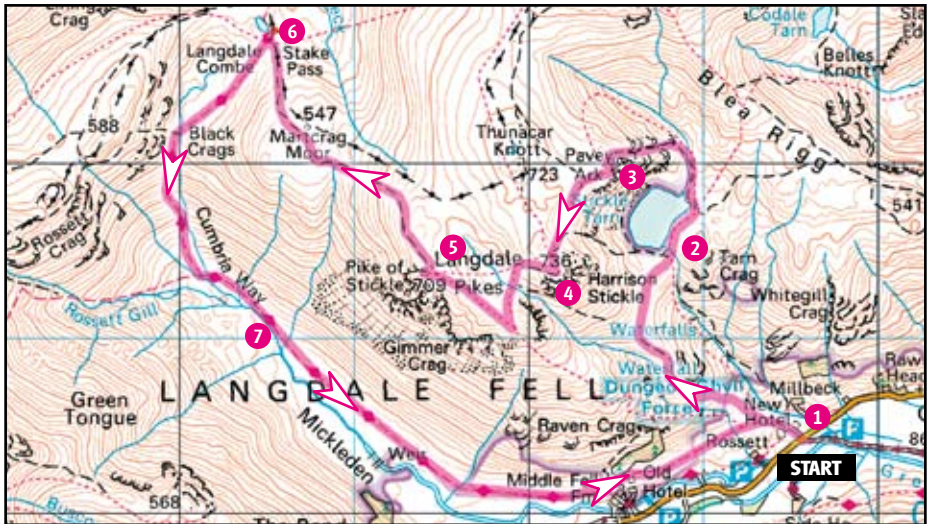 Crag
6
Langdale
Combe
Stake
Pass
Codale
Tarn
Belles
Knott
Blea Rigg
588
547
Black
Crags
Martcrag
Moor
Thunacar
Knott
723
Pavey
Ark
3
Stickle
Tarn
541
Rossett
Crag
Cumbria Way
5
Langdale
Pikes
736
2
Tarn
Crag
Pike of
Stickle 709
4
Harrison
Stickle
Whitegill
Crag
Rossett Gill
7
Waterfalls
Gimmer
Crag
Waterfall
Dungeon Ghyll
Force
LANGDALE FELL
Millbeck
New
Hotel
1
Green
Tongue
Mickleden
Raven Crag
Rossett
P
START
Weir
Middle Fell
Fm
Old
Hotel
P
P
568